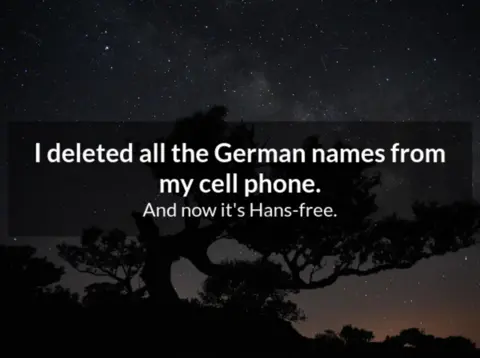 I deleted all the German names from
my cell phone.
And now it's Hans-free.